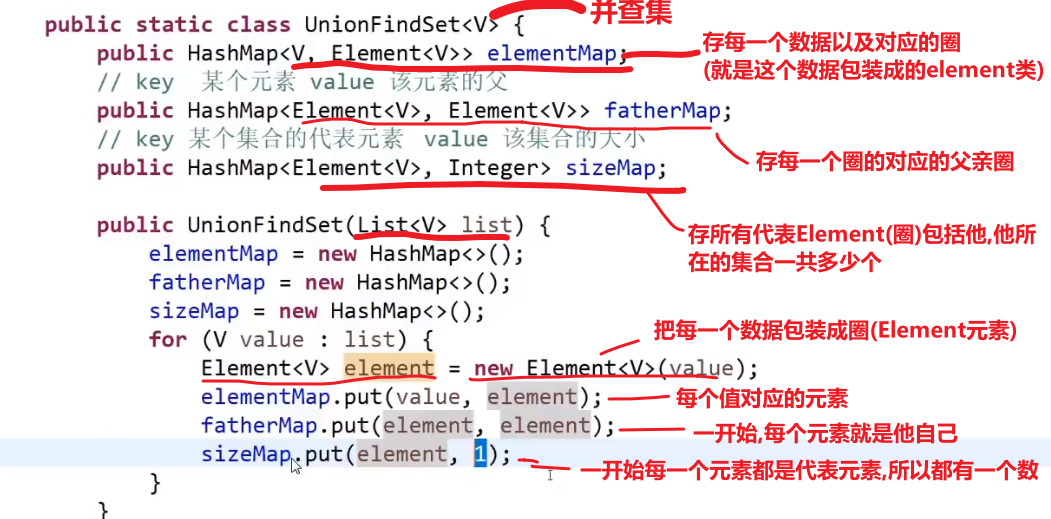 public static class UnionFindSet<V> {
并查集
public HashMap<V, Element<V>> elementMap;
存每一个数据以及对应的圈
(就是这个数据包装成的element类)
// key 某个元素 value 该元素的父
public HashMap<Element<V>, Element<V>> fatherMap;
// key 某个集合的代表元素 value 该集合的大小
存每一个圈的对应的父亲圈
public HashMap<Element<V>, Integer> sizeMap;
public UnionFindSet(List<V> list) {
存所有代表Element(圈)包括他,他所
在的集合一共多少个
elementMap = new HashMap<>();
fatherMap = new HashMap<>();
sizeMap = new HashMap<>();
for (V value : list) {
把每一个数据包装成圈(Element元素)
Element<V> element = new Element<V>(value);
elementMap.put(value, element);
每个值对应的元素
fatherMap.put(element, element);
一开始,每个元素就是他自己
sizeMap.put(element, 1);
一开始每一个元素都是代表元素,所以都有一个数
}
}